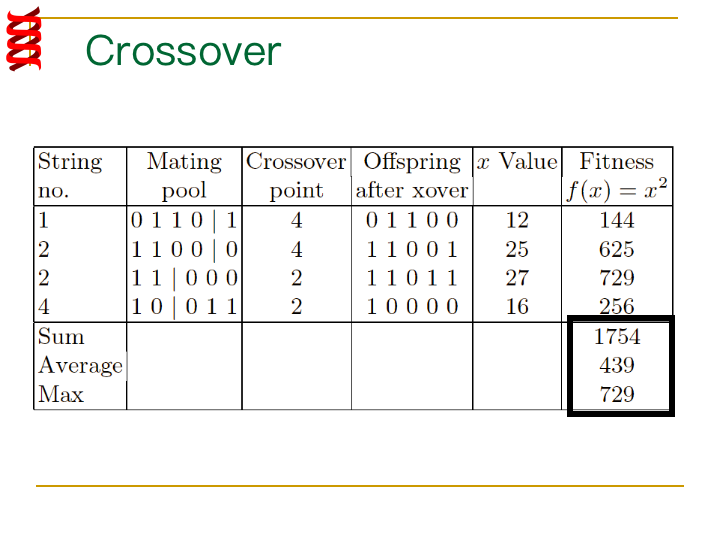 Crossover
String Mating Crossover Offspring x Value Fitness
no. pool point after xover f(x) = x²
1 0 1 1 0 | 1 4 0 1 1 0 0 12 144
2 1 1 0 0 | 0 4 1 1 0 0 1 25 625
2 1 1 | 0 0 0 2 1 1 0 1 1 27 729
4 1 0 | 0 1 1 2 1 0 0 0 0 16 256
Sum 1754
Average 439
Max 729